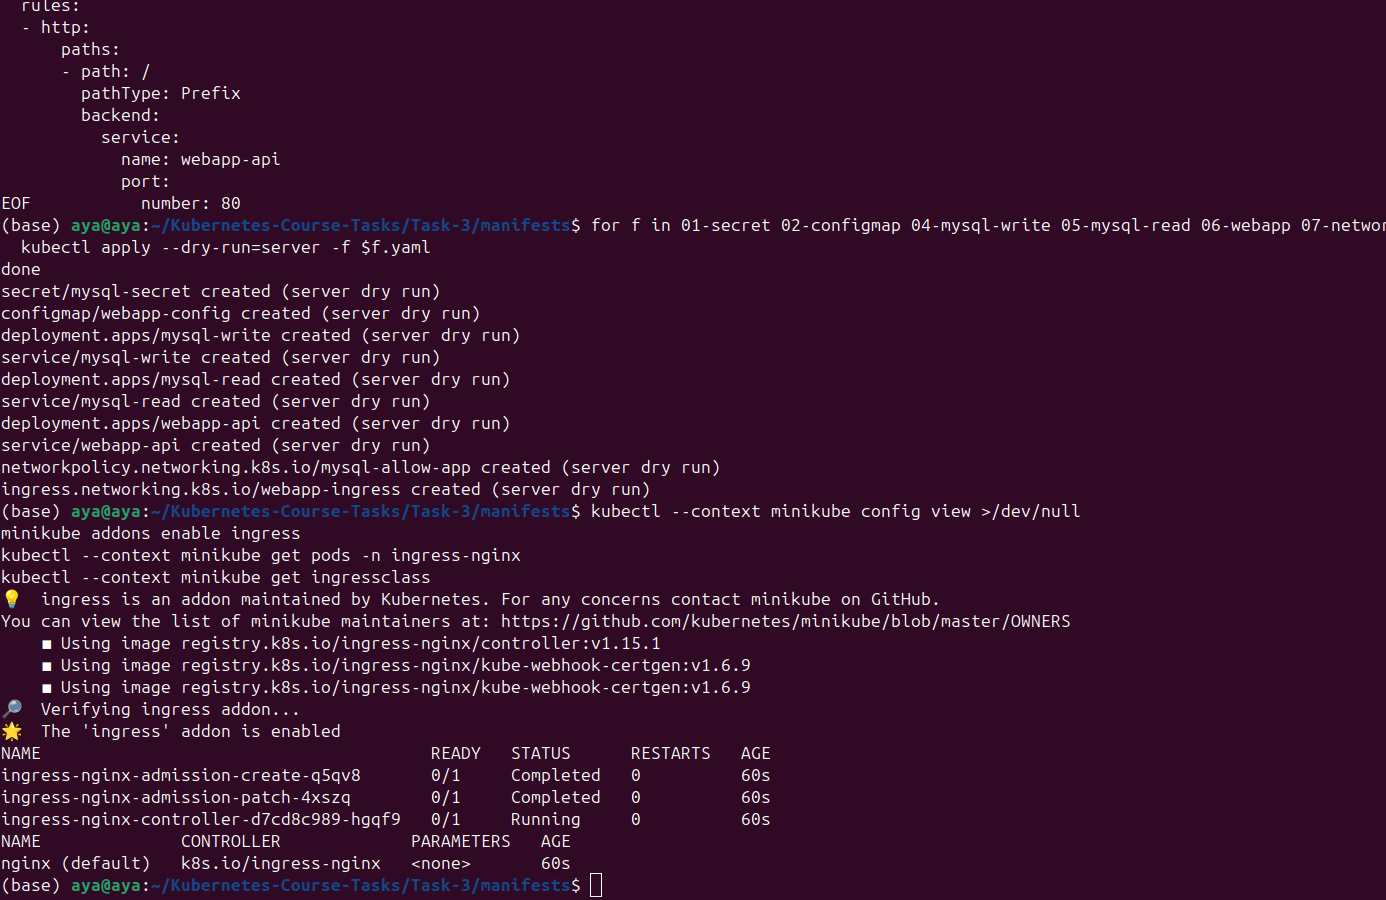 rules:
  - http:
      paths:
      - path: /
        pathType: Prefix
        backend:
          service:
            name: webapp-api
            port:
EOF           number: 80
(base) aya@aya:~/Kubernetes-Course-Tasks/Task-3/manifests$ for f in 01-secret 02-configmap 04-mysql-write 05-mysql-read 06-webapp 07-networ
  kubectl apply --dry-run=server -f $f.yaml
done
secret/mysql-secret created (server dry run)
configmap/webapp-config created (server dry run)
deployment.apps/mysql-write created (server dry run)
service/mysql-write created (server dry run)
deployment.apps/mysql-read created (server dry run)
service/mysql-read created (server dry run)
deployment.apps/webapp-api created (server dry run)
service/webapp-api created (server dry run)
networkpolicy.networking.k8s.io/mysql-allow-app created (server dry run)
ingress.networking.k8s.io/webapp-ingress created (server dry run)
(base) aya@aya:~/Kubernetes-Course-Tasks/Task-3/manifests$ kubectl --context minikube config view >/dev/null
minikube addons enable ingress
kubectl --context minikube get pods -n ingress-nginx
kubectl --context minikube get ingressclass
💡  ingress is an addon maintained by Kubernetes. For any concerns contact minikube on GitHub.
You can view the list of minikube maintainers at: https://github.com/kubernetes/minikube/blob/master/OWNERS
    ▪ Using image registry.k8s.io/ingress-nginx/controller:v1.15.1
    ▪ Using image registry.k8s.io/ingress-nginx/kube-webhook-certgen:v1.6.9
    ▪ Using image registry.k8s.io/ingress-nginx/kube-webhook-certgen:v1.6.9
🔎  Verifying ingress addon...
🌟  The 'ingress' addon is enabled
NAME                                       READY   STATUS      RESTARTS   AGE
ingress-nginx-admission-create-q5qv8       0/1     Completed   0          60s
ingress-nginx-admission-patch-4xszq        0/1     Completed   0          60s
ingress-nginx-controller-d7cd8c989-hgqf9   0/1     Running     0          60s
NAME              CONTROLLER             PARAMETERS   AGE
nginx (default)   k8s.io/ingress-nginx   <none>       60s
(base) aya@aya:~/Kubernetes-Course-Tasks/Task-3/manifests$